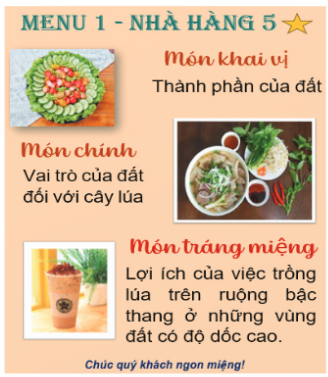 MENU 1 - NHÀ HÀNG 5
Món khai vị
Thành phần của đất
Món chính
Vai trò của đất
đối với cây lúa
Món tráng miệng
Lợi ích của việc trồng
lúa trên ruộng bậc
thang ở những vùng
đất có độ dốc cao.
Chúc quý khách ngon miệng!